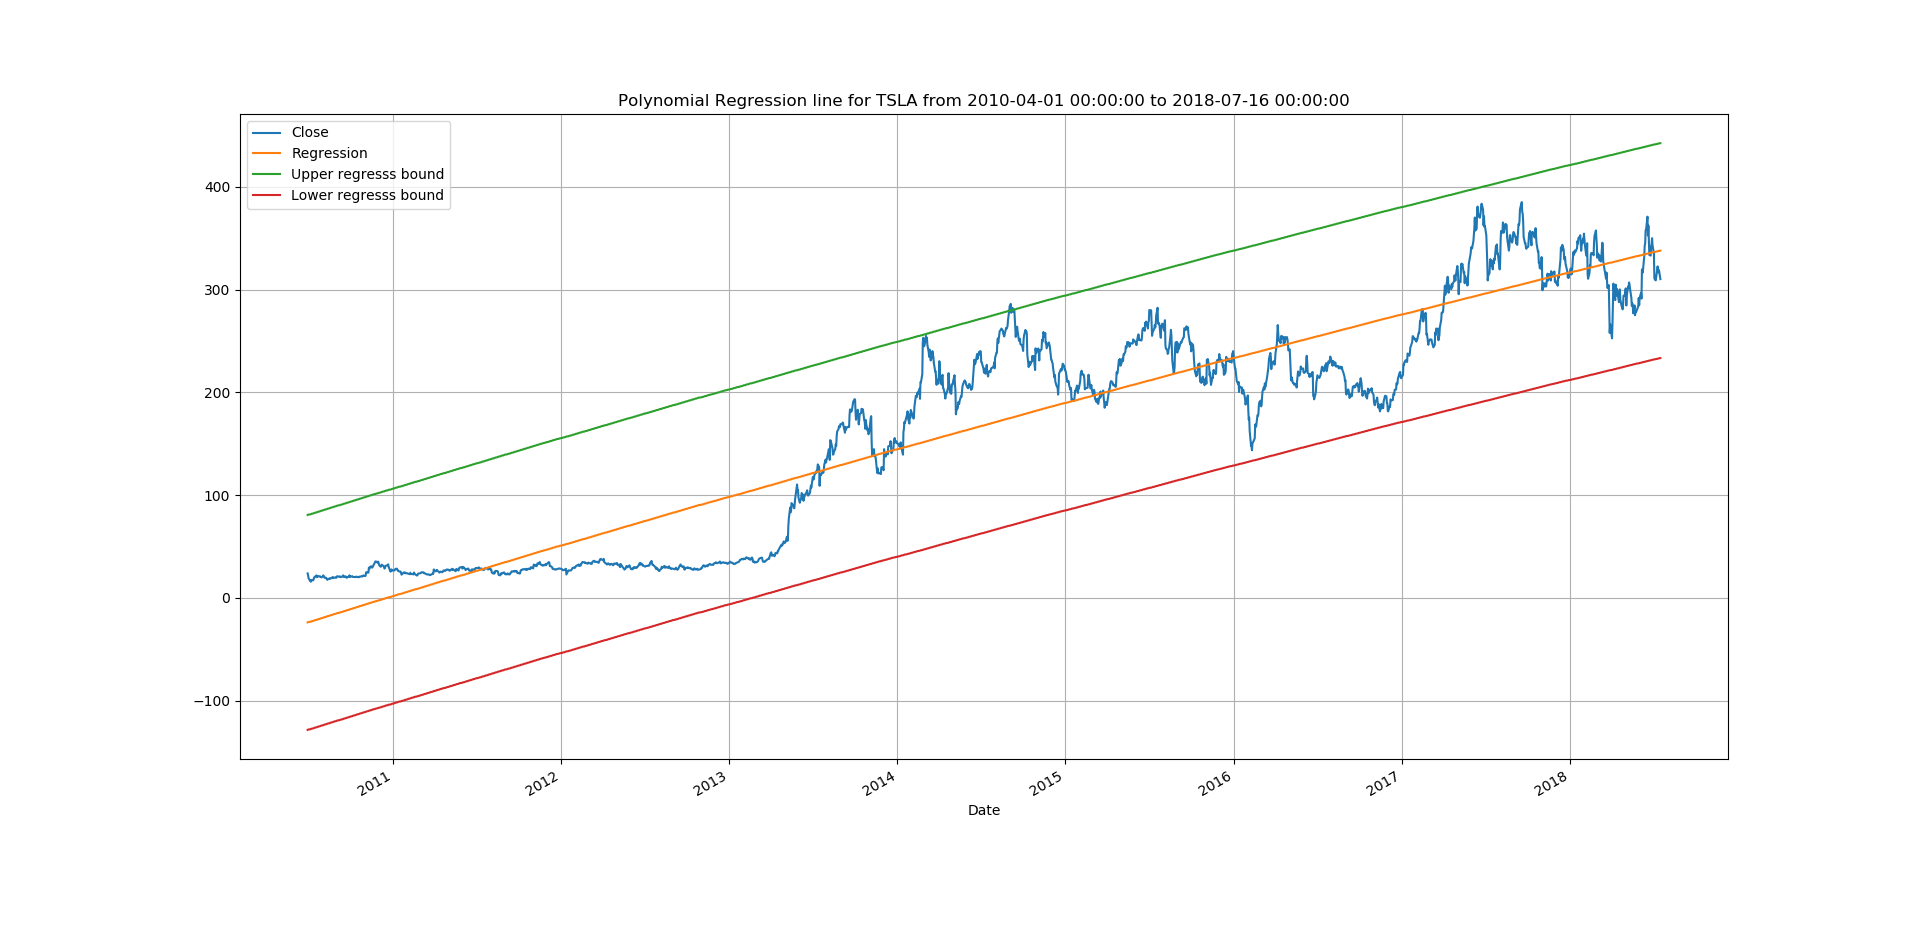 Polynomial Regression line for TSLA from 2010-04-01 00:00:00 to 2018-07-16 00:00:00
Close
Regression
Upper regresss bound
Lower regresss bound
400
300
200
100
0
−100
2011
2012
2013
2014
2015
2016
2017
2018
Date